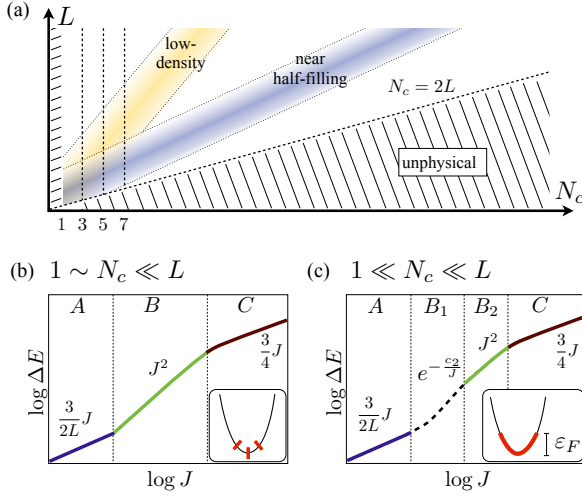 (a)
L
low-
density
near
half-filling
N_c = 2L
unphysical
N_c
1 3 5 7
(b) 1 ∼ N_c ≪ L
A B C
log ΔE
3/2L J
J^2
3/4 J
log J
(c) 1 ≪ N_c ≪ L
A B_1 B_2 C
log ΔE
3/2L J
e^{-c_2/J}
J^2
3/4 J
ε_F
log J